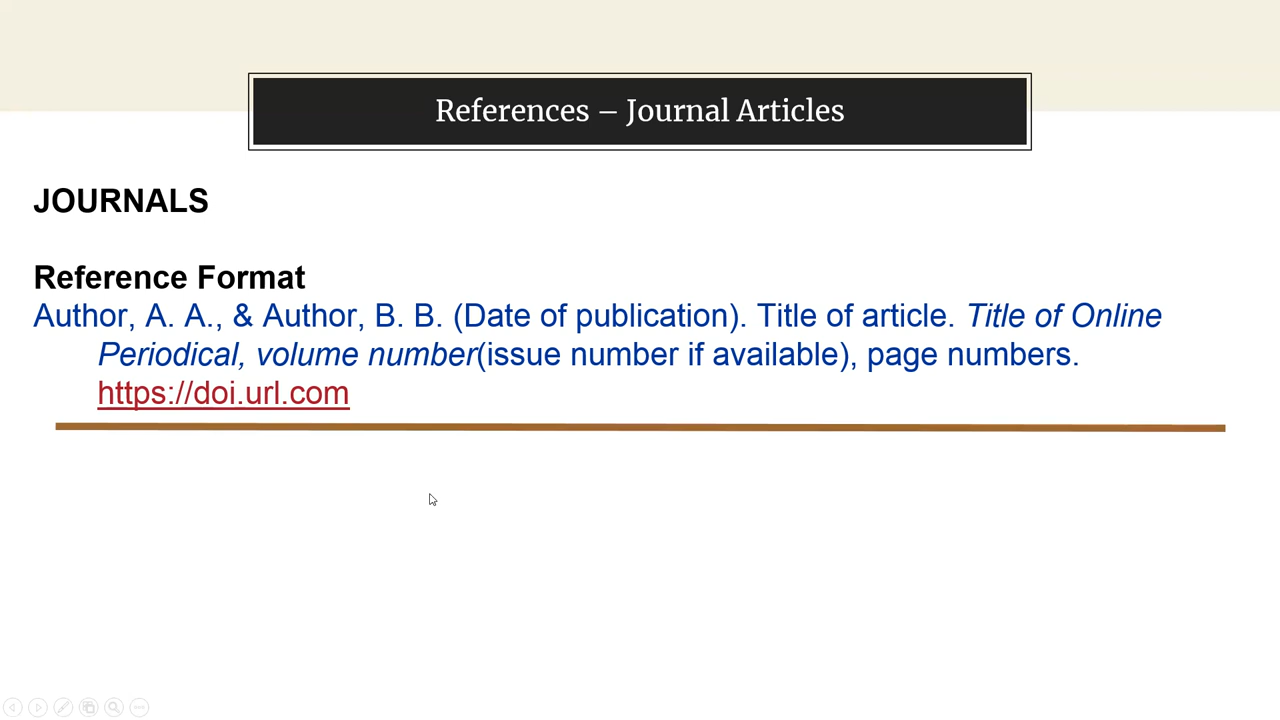 References – Journal Articles
JOURNALS
Reference Format
Author, A. A., & Author, B. B. (Date of publication). Title of article. Title of Online
Periodical, volume number(issue number if available), page numbers.
https://doi.url.com